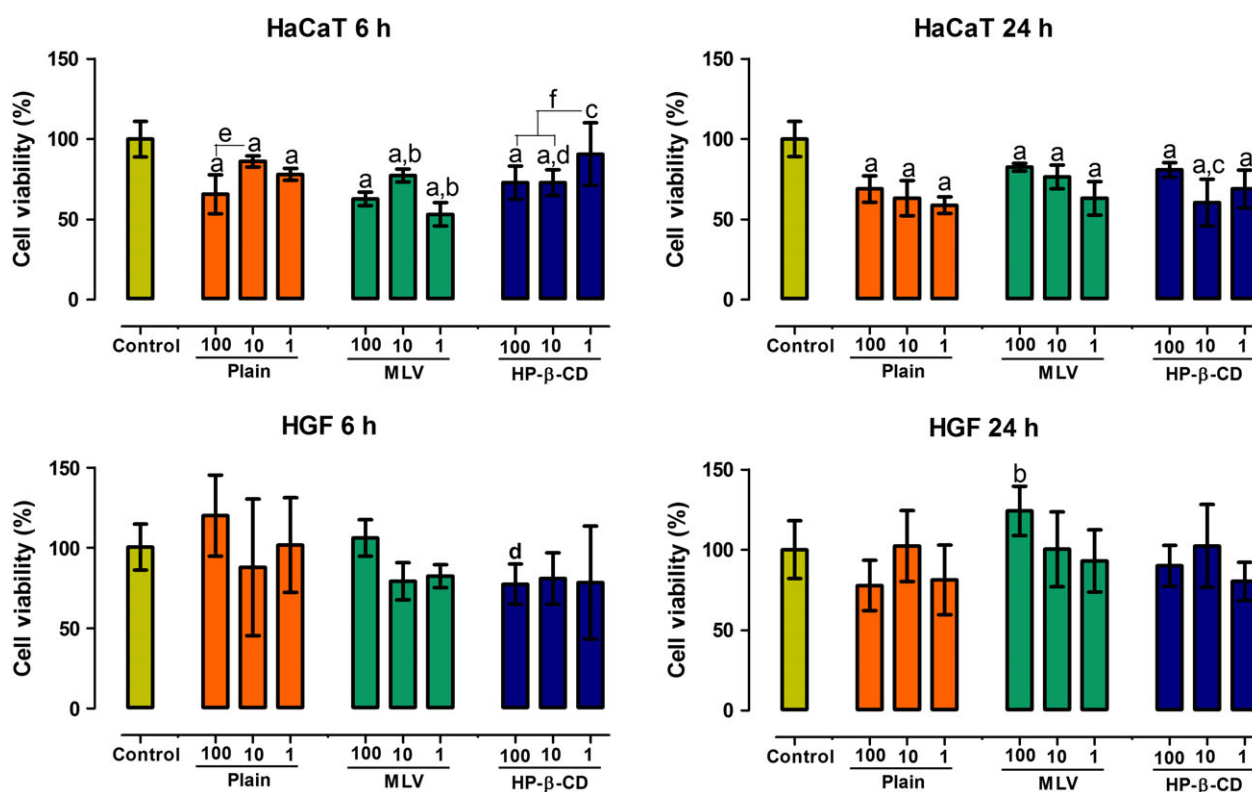 HaCaT 6 h
Cell viability (%)
150
100
50
0
e
a
a
a
a
a,b
a,b
f
a
a,d
c
Control
100 10 1
Plain
100 10 1
MLV
100 10 1
HP-β-CD
HaCaT 24 h
Cell viability (%)
150
100
50
0
a
a
a
a
a
a
a
a,c
a
Control
100 10 1
Plain
100 10 1
MLV
100 10 1
HP-β-CD
HGF 6 h
Cell viability (%)
150
100
50
0
d
Control
100 10 1
Plain
100 10 1
MLV
100 10 1
HP-β-CD
HGF 24 h
Cell viability (%)
150
100
50
0
b
Control
100 10 1
Plain
100 10 1
MLV
100 10 1
HP-β-CD